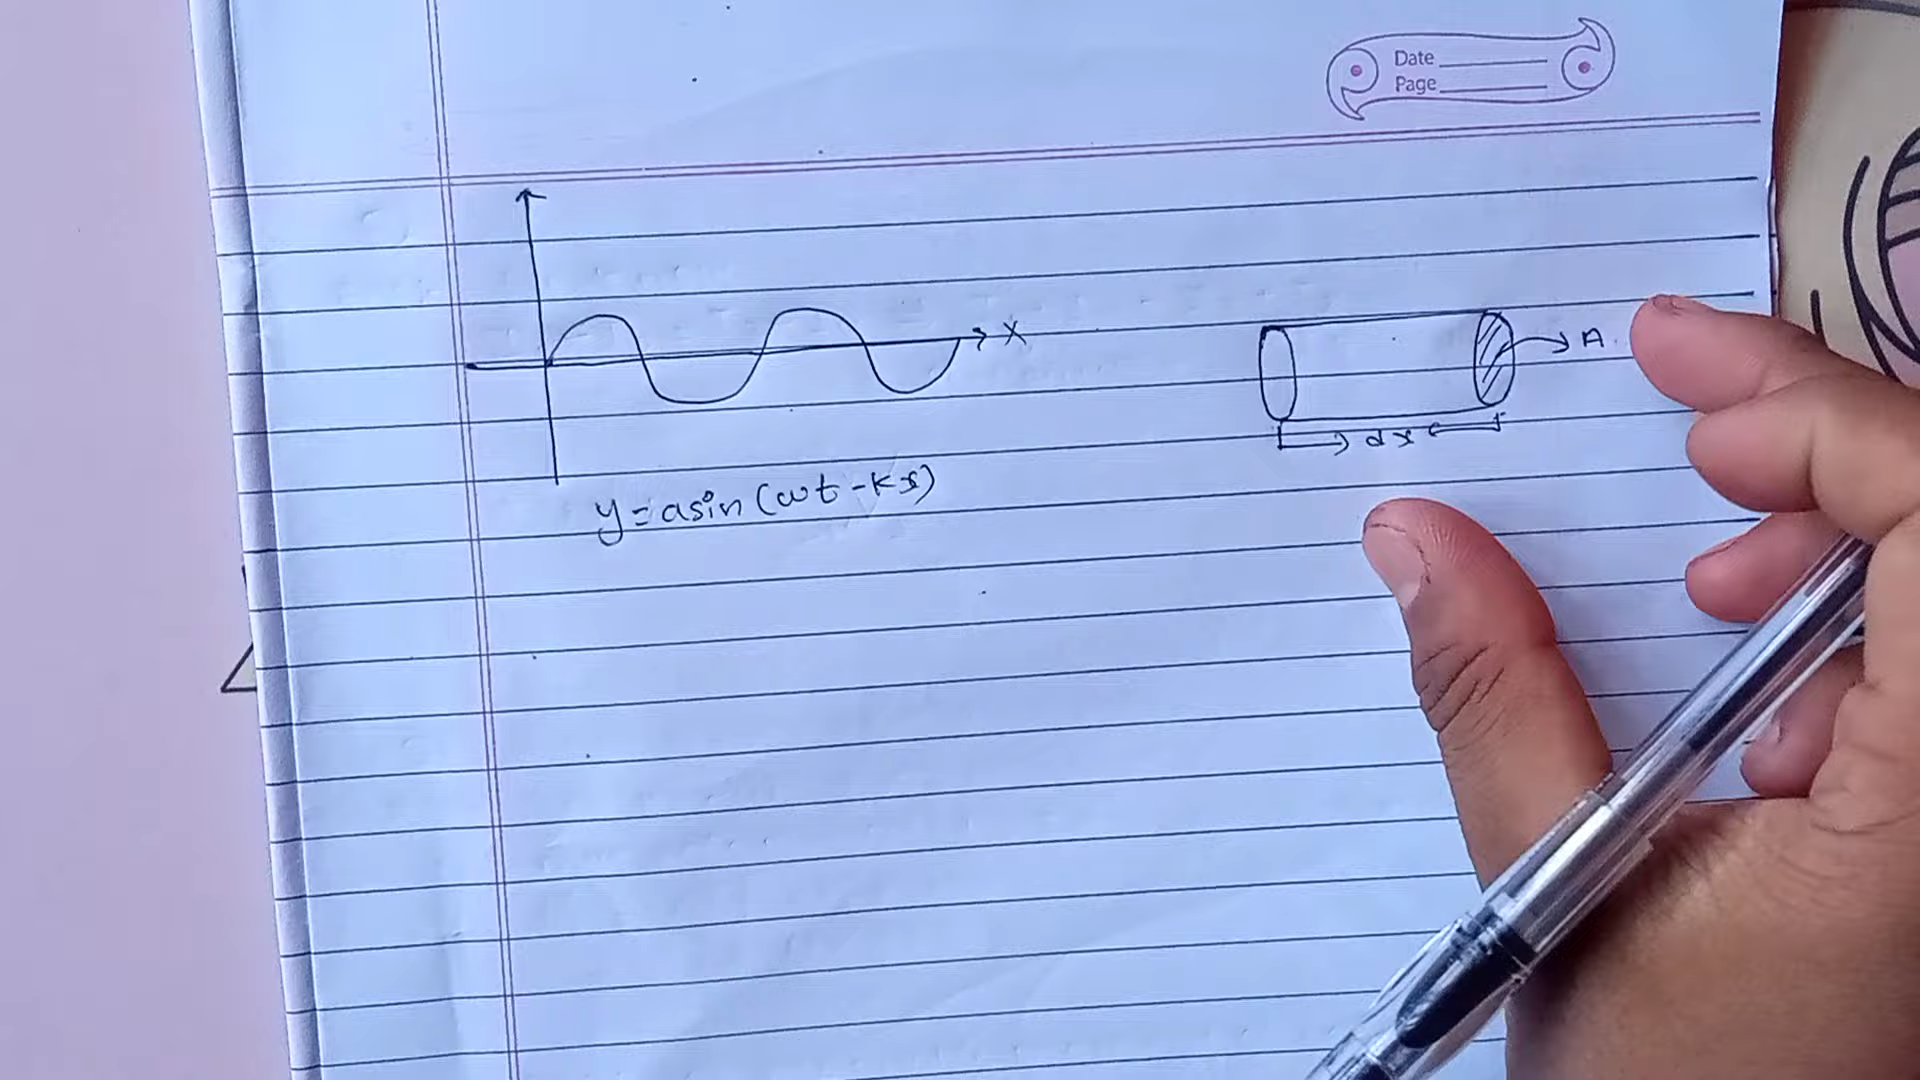 Date
Page
X
A
dx
y = asin(ωt - kx)